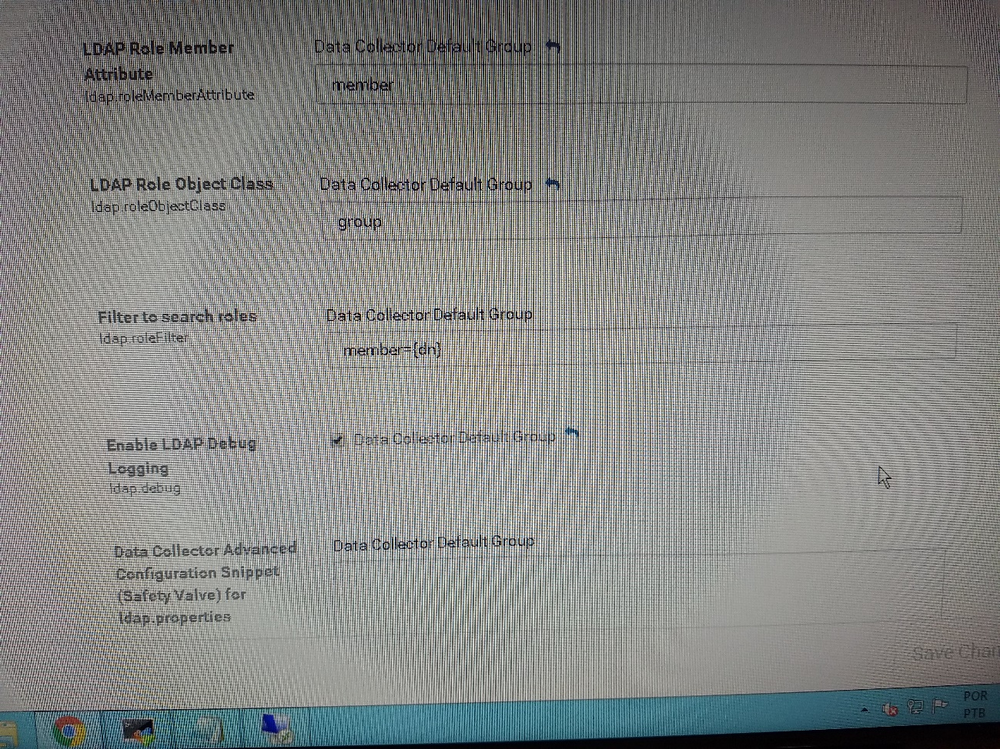 LDAP Role Member
Attribute
ldap.roleMemberAttribute
Data Collector Default Group
member
LDAP Role Object Class
ldap.roleObjectClass
Data Collector Default Group
group
Filter to search roles
ldap.roleFilter
Data Collector Default Group
member={dn}
Enable LDAP Debug
Logging
ldap.debug
Data Collector Default Group
Data Collector Advanced
Configuration Snippet
(Safety Valve) for
ldap.properties
Data Collector Default Group
Save Chan
POR
PTB